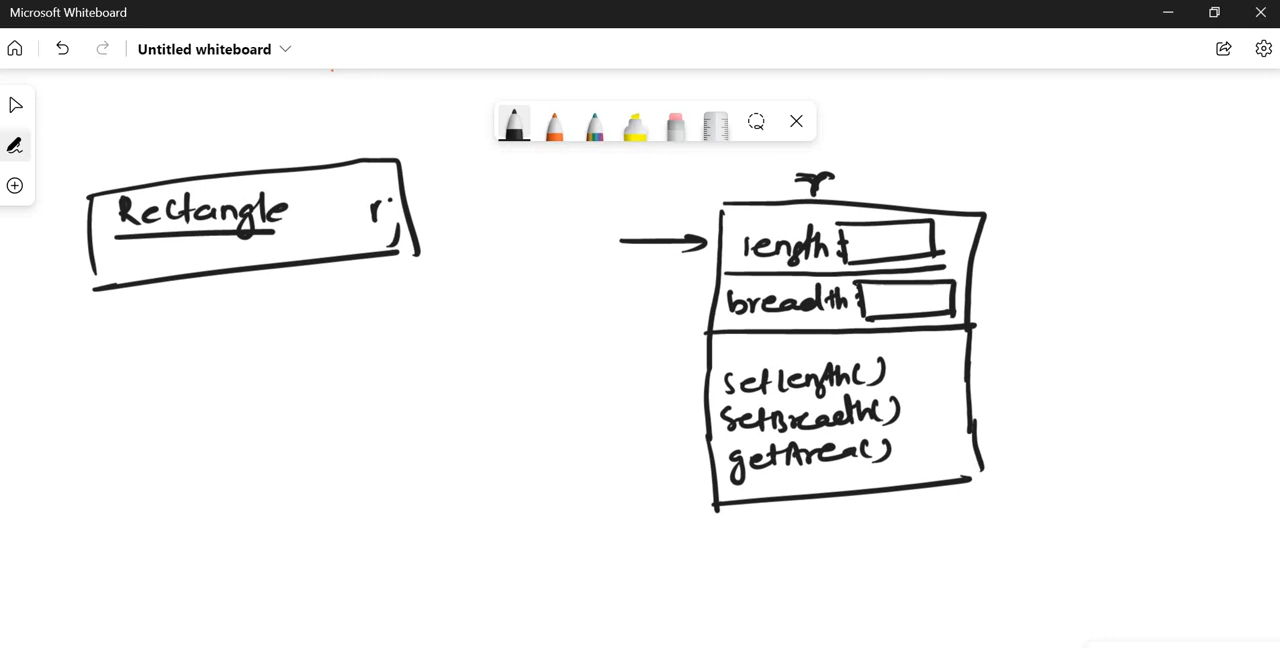 Microsoft Whiteboard
Untitled whiteboard
Rectangle r;
r
length:
breadth:
setlength()
setBreadth()
getArea()